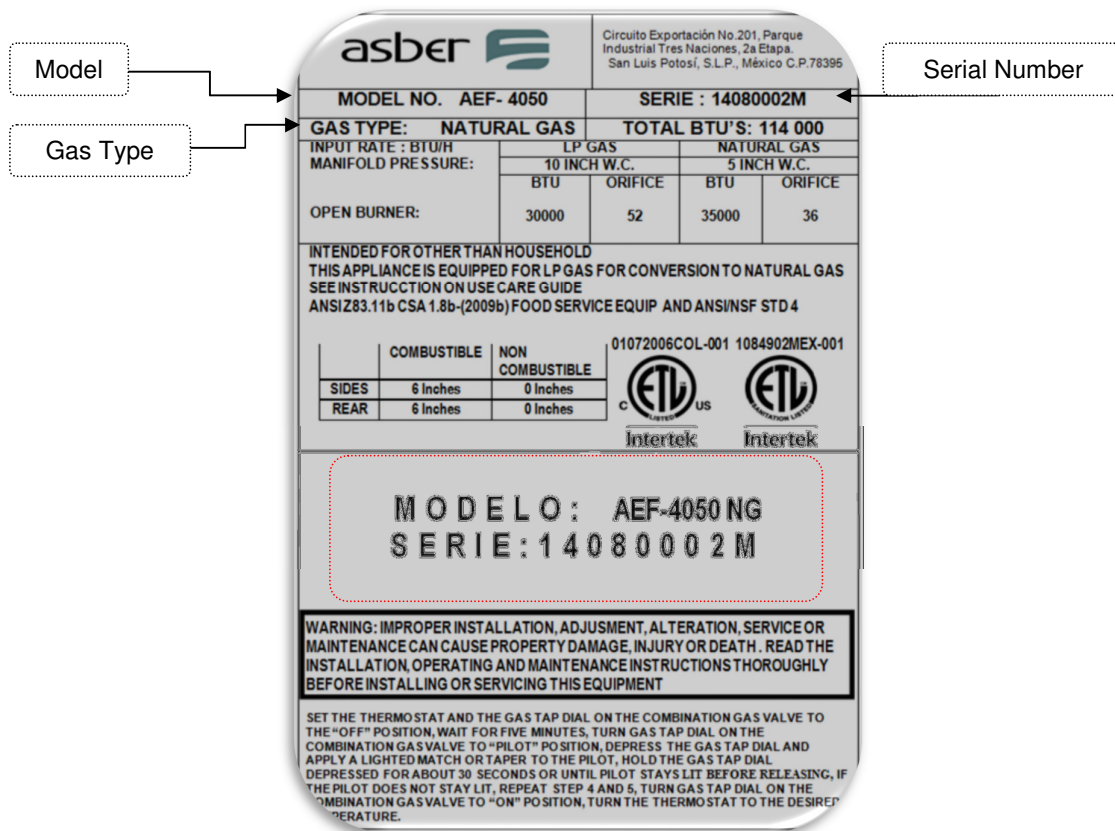 asber
Circuito Exportación No.201, Parque
Industrial Tres Naciones, 2a Etapa.
San Luis Potosí, S.L.P., México C.P.78395
Model
Serial Number
MODEL NO. AEF- 4050
SERIE : 14080002M
Gas Type
GAS TYPE: NATURAL GAS
TOTAL BTU'S: 114 000
INPUT RATE : BTU/H
LP GAS
NATURAL GAS
MANIFOLD PRESSURE:
10 INCH W.C.
5 INCH W.C.
BTU ORIFICE BTU ORIFICE
OPEN BURNER: 30000 52 35000 36
INTENDED FOR OTHER THAN HOUSEHOLD
THIS APPLIANCE IS EQUIPPED FOR LP GAS FOR CONVERSION TO NATURAL GAS
SEE INSTRUCCTION ON USE CARE GUIDE
ANSI Z83.11b CSA 1.8b-(2009b) FOOD SERVICE EQUIP AND ANSI/NSF STD 4
01072006COL-001 1084902MEX-001
COMBUSTIBLE NON
COMBUSTIBLE
SIDES 6 Inches 0 Inches
REAR 6 Inches 0 Inches
ETL
ETL
C LISTED US
SANITATION LISTED
Intertek
Intertek
MODELO: AEF-4050 NG
SERIE:14080002M
WARNING: IMPROPER INSTALLATION, ADJUSMENT, ALTERATION, SERVICE OR
MAINTENANCE CAN CAUSE PROPERTY DAMAGE, INJURY OR DEATH . READ THE
INSTALLATION, OPERATING AND MAINTENANCE INSTRUCTIONS THOROUGHLY
BEFORE INSTALLING OR SERVICING THIS EQUIPMENT
SET THE THERMOSTAT AND THE GAS TAP DIAL ON THE COMBINATION GAS VALVE TO
THE "OFF" POSITION, WAIT FOR FIVE MINUTES, TURN GAS TAP DIAL ON THE
COMBINATION GAS VALVE TO "PILOT" POSITION, DEPRESS THE GAS TAP DIAL AND
APPLY A LIGHTED MATCH OR TAPER TO THE PILOT, HOLD THE GAS TAP DIAL
DEPRESSED FOR ABOUT 30 SECONDS OR UNTIL PILOT STAYS LIT BEFORE RELEASING, IF
THE PILOT DOES NOT STAY LIT, REPEAT STEP 4 AND 5, TURN GAS TAP DIAL ON THE
OMBINATION GAS VALVE TO "ON" POSITION, TURN THE THERMOSTAT TO THE DESIRED
PERATURE.